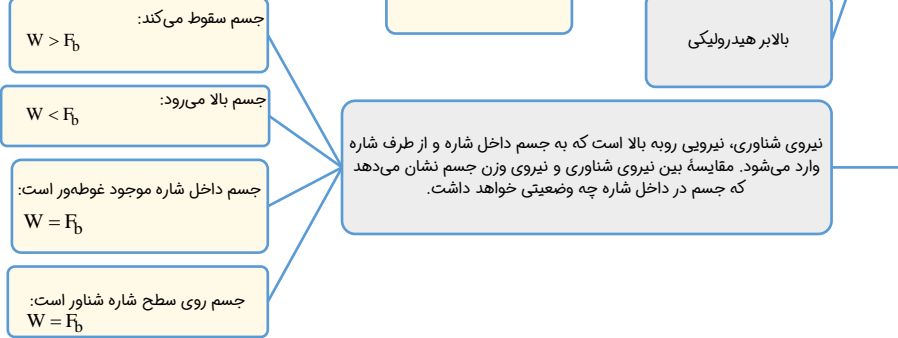 بالابر هیدرولیکی
نیروی شناوری، نیرویی روبه بالا است که به جسم داخل شاره و از طرف شاره
وارد می‌شود. مقایسهٔ بین نیروی شناوری و نیروی وزن جسم نشان می‌دهد
که جسم در داخل شاره چه وضعیتی خواهد داشت.
جسم سقوط می‌کند:
W > F_b
جسم بالا می‌رود:
W < F_b
جسم داخل شاره موجود غوطه‌ور است:
W = F_b
جسم روی سطح شاره شناور است:
W = F_b